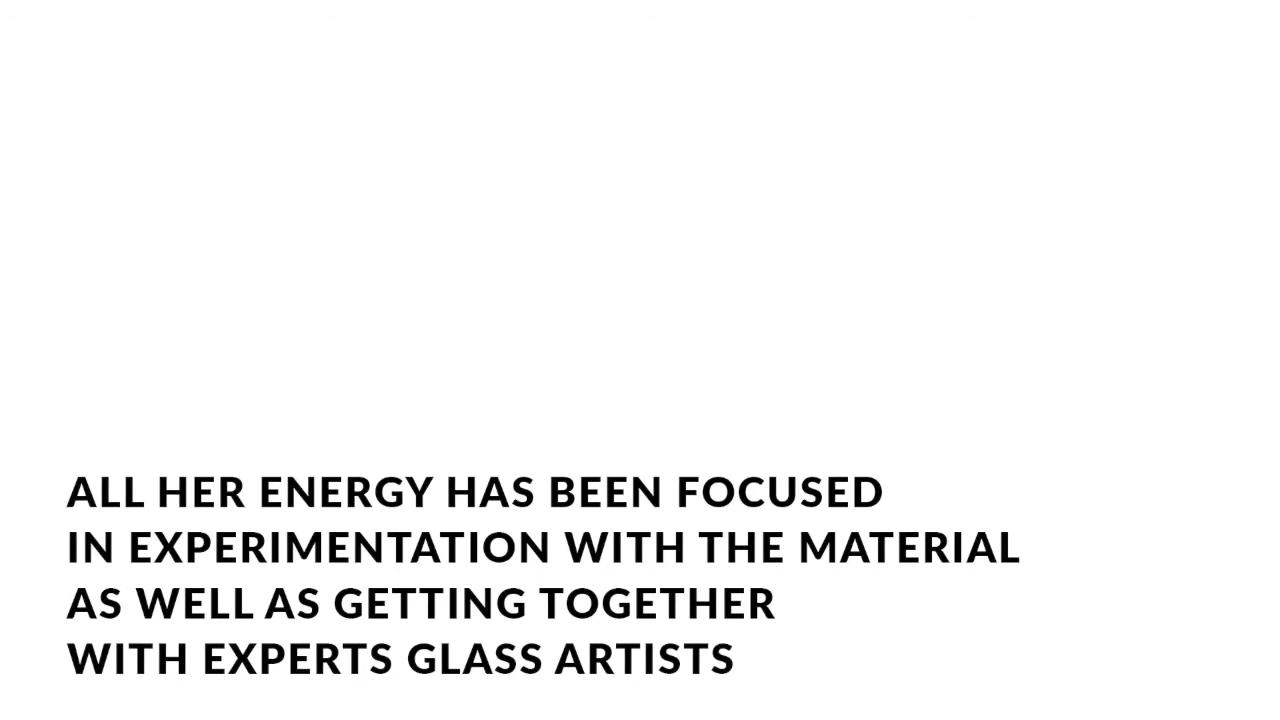 ALL HER ENERGY HAS BEEN FOCUSED
IN EXPERIMENTATION WITH THE MATERIAL
AS WELL AS GETTING TOGETHER
WITH EXPERTS GLASS ARTISTS